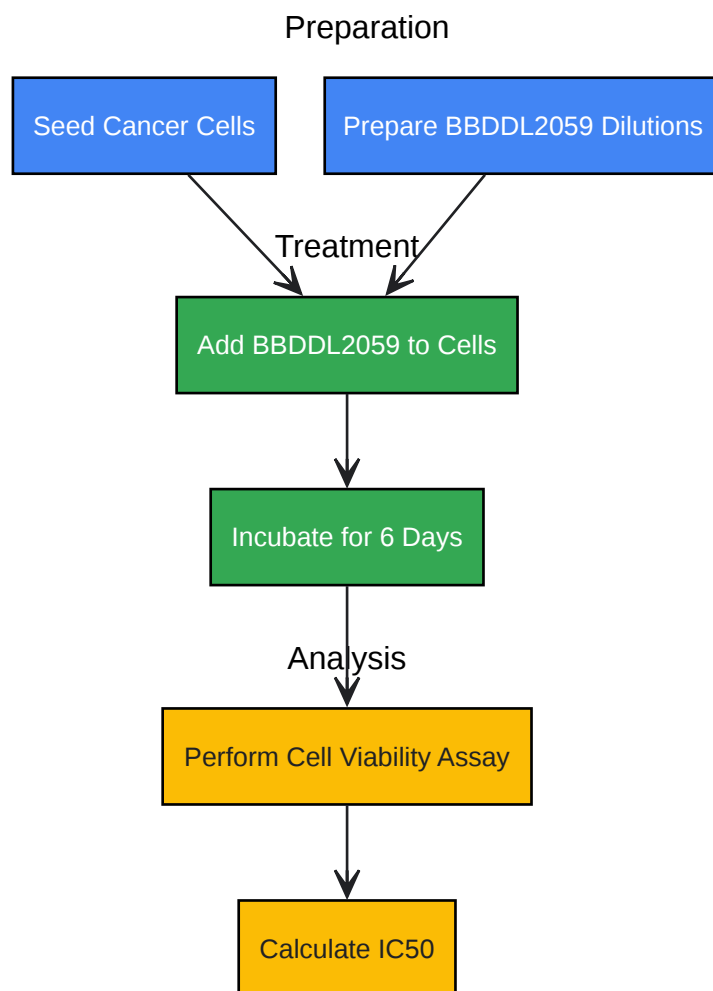 Preparation
Seed Cancer Cells
Prepare BBDDL2059 Dilutions
Treatment
Add BBDDL2059 to Cells
Incubate for 6 Days
Analysis
Perform Cell Viability Assay
Calculate IC50